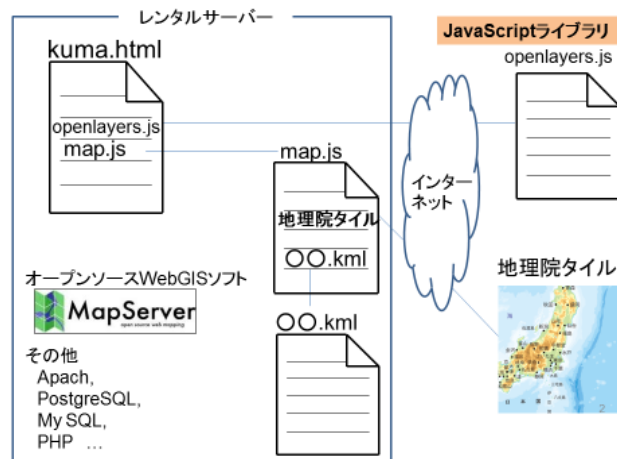 レンタルサーバー
kuma.html
openlayers.js
map.js
map.js
地理院タイル
〇〇.kml
〇〇.kml
オープンソースWebGISソフト
MapServer
open source web mapping
その他
Apach,
PostgreSQL,
My SQL,
PHP …
インター
ネット
JavaScriptライブラリ
openlayers.js
地理院タイル